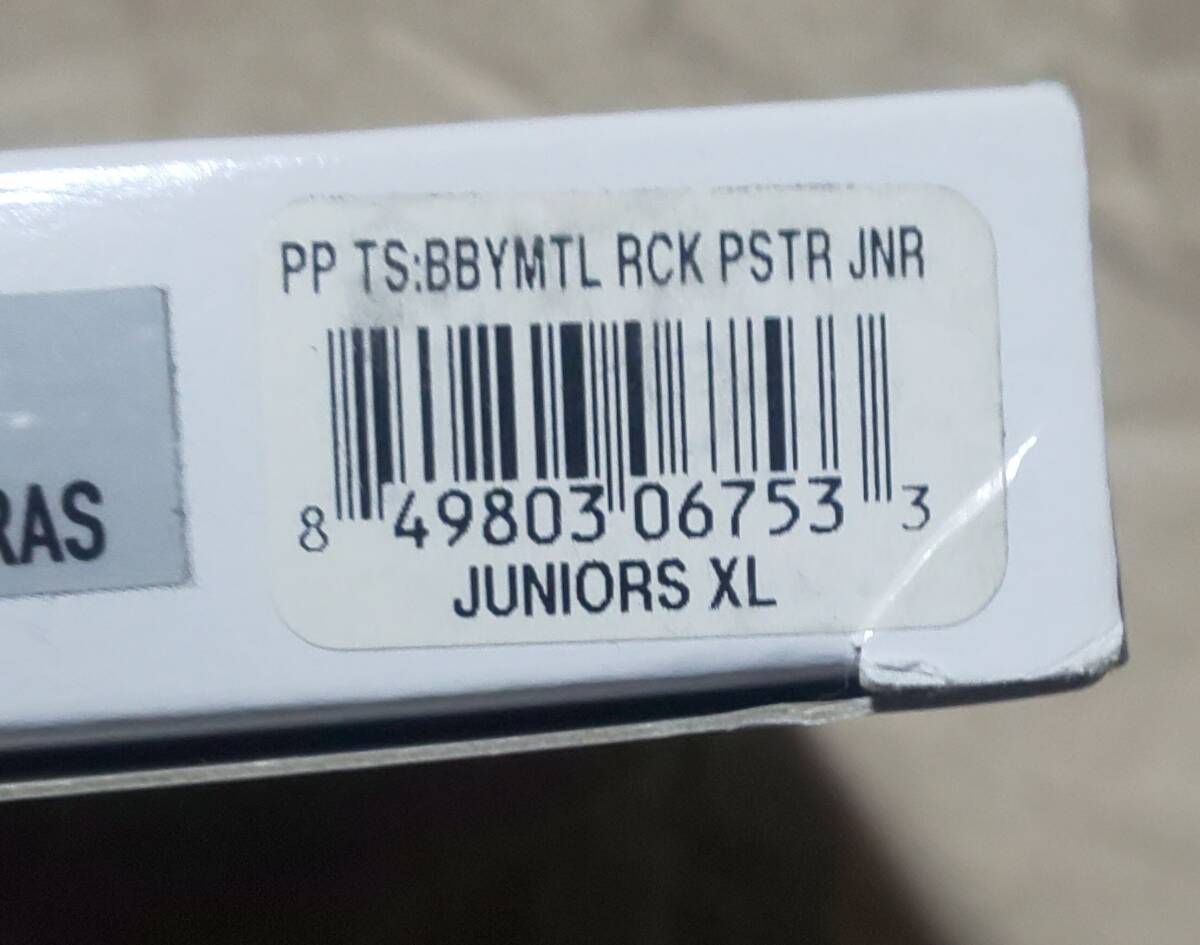 PP TS:BBYMTL RCK PSTR JNR
8 49803 06753 3
JUNIORS XL
RAS